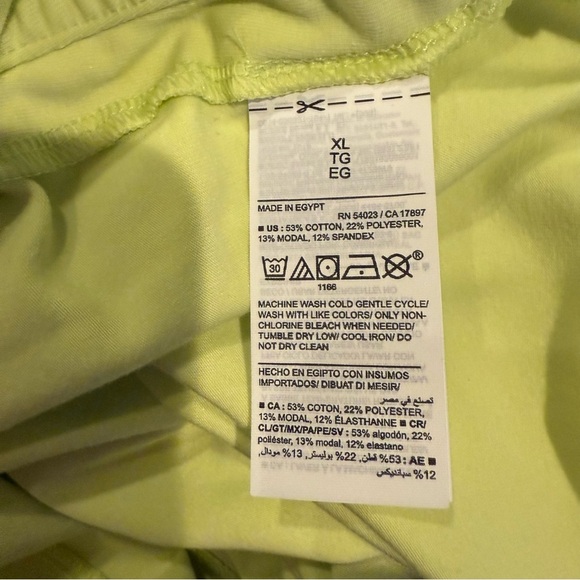 XL
TG
EG
MADE IN EGYPT
RN 54023 / CA 17897
■ US : 53% COTTON, 22% POLYESTER,
13% MODAL, 12% SPANDEX
30
®
1166
MACHINE WASH COLD GENTLE CYCLE/
WASH WITH LIKE COLORS/ ONLY NON-
CHLORINE BLEACH WHEN NEEDED/
TUMBLE DRY LOW/ COOL IRON/ DO
NOT DRY CLEAN
HECHO EN EGIPTO CON INSUMOS
IMPORTADOS/ DIBUAT DI MESIR/
تصنع في مصر
■ CA : 53% COTTON, 22% POLYESTER,
13% MODAL, 12% ÉLASTHANNE ■ CR/
CL/GT/MX/PA/PE/SV : 53% algodón, 22%
poliéster, 13% modal, 12% elastano
■ AE : 53% قطن, 22% بوليستر, 13% مودال,
12% سباندیکس